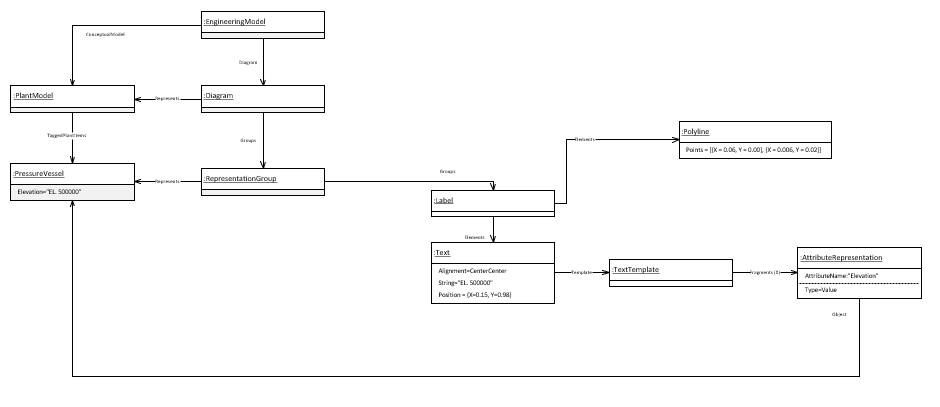 :EngineeringModel
ConceptualModel
Diagram
:PlantModel
Represents
:Diagram
TaggedPlantItems
Groups
:Polyline
Points = [{X = 0.06, Y = 0.00}, {X = 0.006, Y = 0.02}]
Elements
:PressureVessel
Elevation="EL. 500000"
Represents
:RepresentationGroup
Groups
:Label
Elements
:Text
Alignment=CenterCenter
String="EL. 500000"
Position = {X=0.15, Y=0.98}
Template
:TextTemplate
Fragments (0)
:AttributeRepresentation
AttributeName:"Elevation"
Type=Value
Object